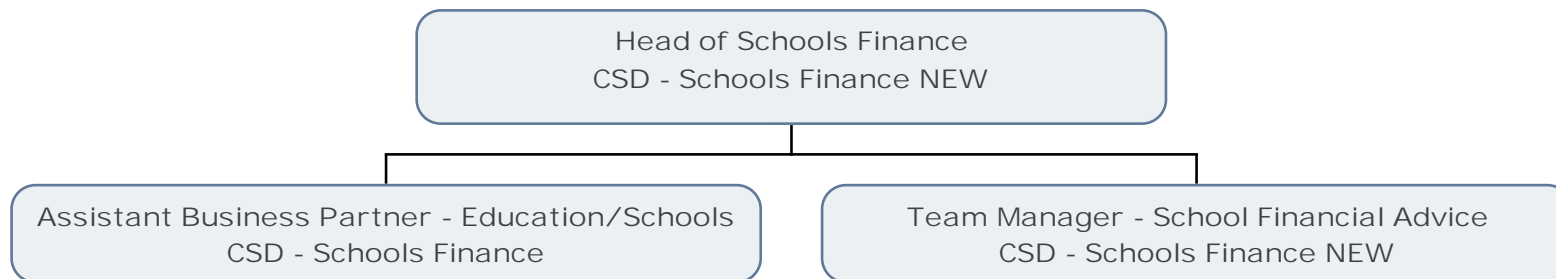 Head of Schools Finance
CSD - Schools Finance NEW
Assistant Business Partner - Education/Schools
CSD - Schools Finance
Team Manager - School Financial Advice
CSD - Schools Finance NEW